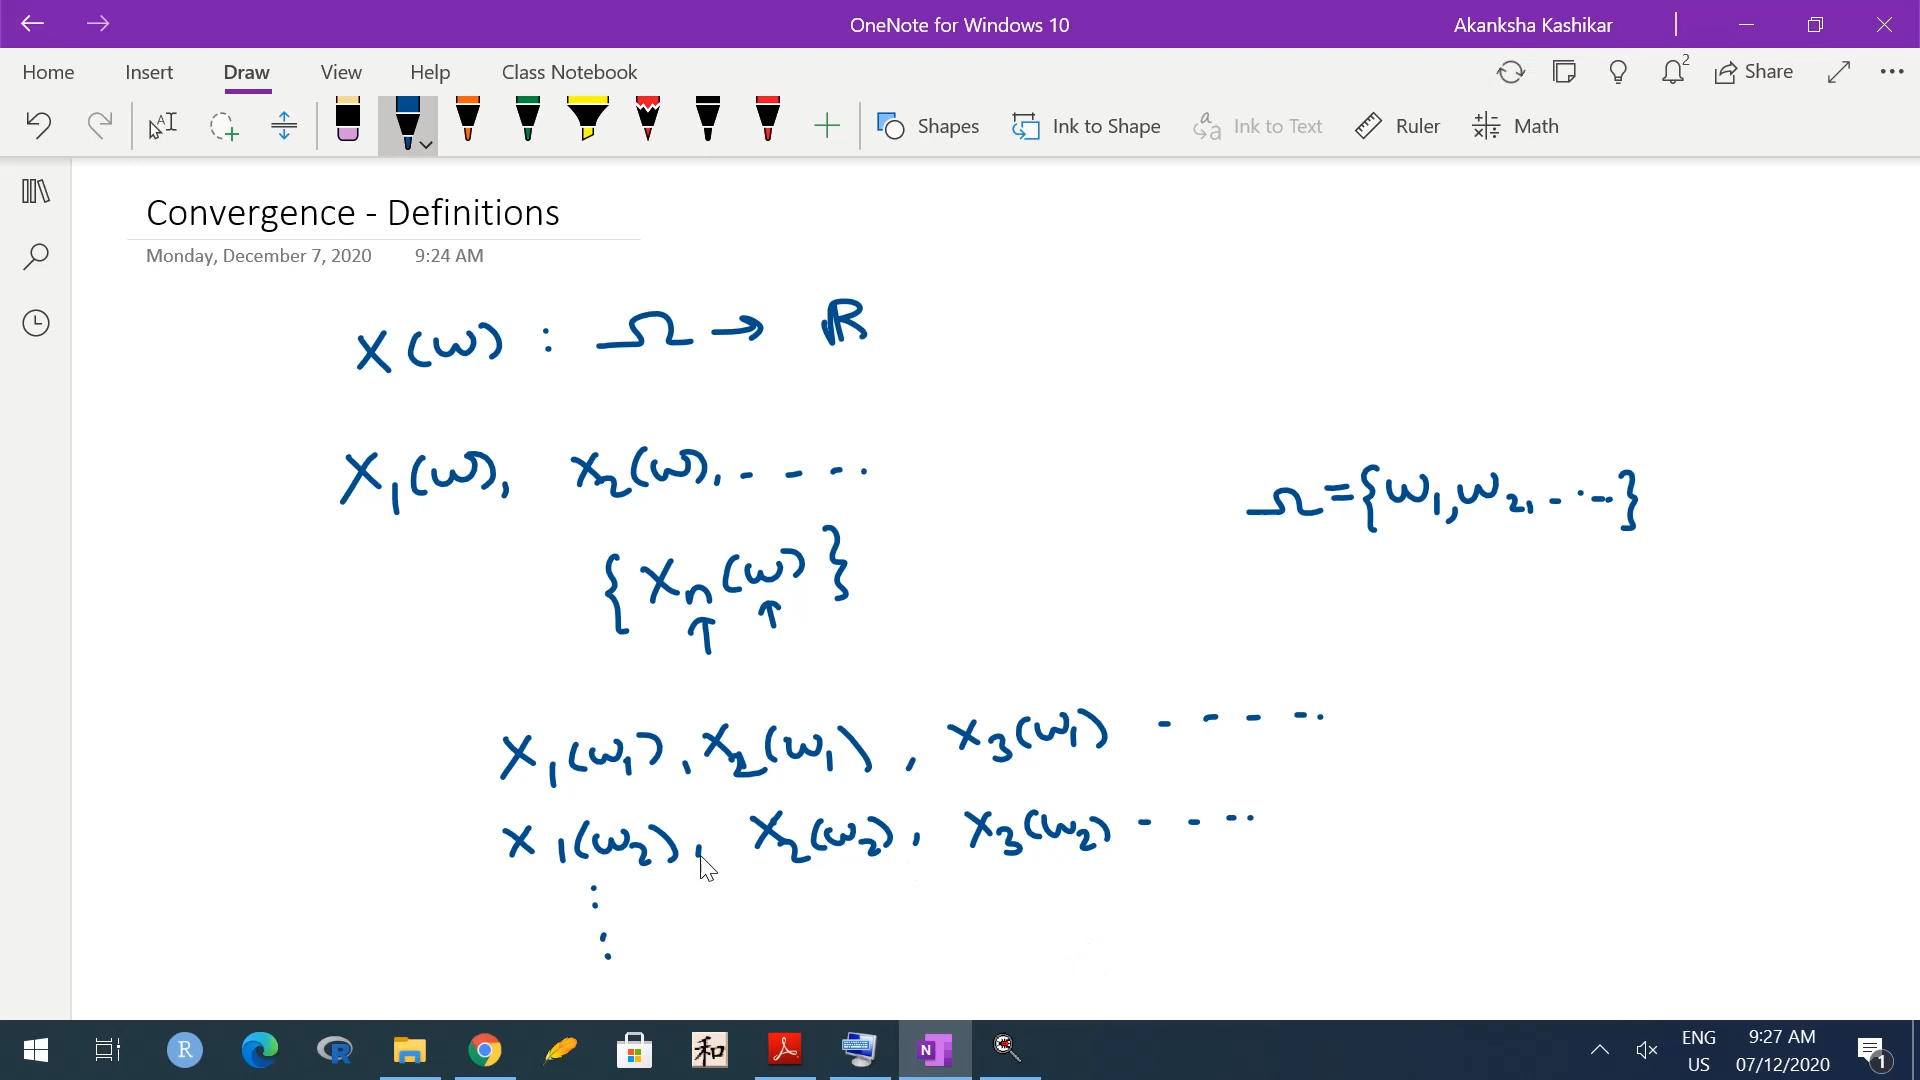 OneNote for Windows 10
Akanksha Kashikar
Home Insert Draw View Help Class Notebook
2
Share
Shapes Ink to Shape Ink to Text Ruler Math
Convergence - Definitions
Monday, December 7, 2020 9:24 AM
X(ω) : Ω → ℝ
X₁(ω), X₂(ω), - - - - -
Ω = {ω₁, ω₂, - - - -}
{Xₙ(ω)}
↑ ↑
X₁(ω₁), X₂(ω₁), X₃(ω₁) - - - - -
X₁(ω₂), X₂(ω₂), X₃(ω₂) - - - -
⋮
⋮
R R 和 N
ENG 9:27 AM
US 07/12/2020 1